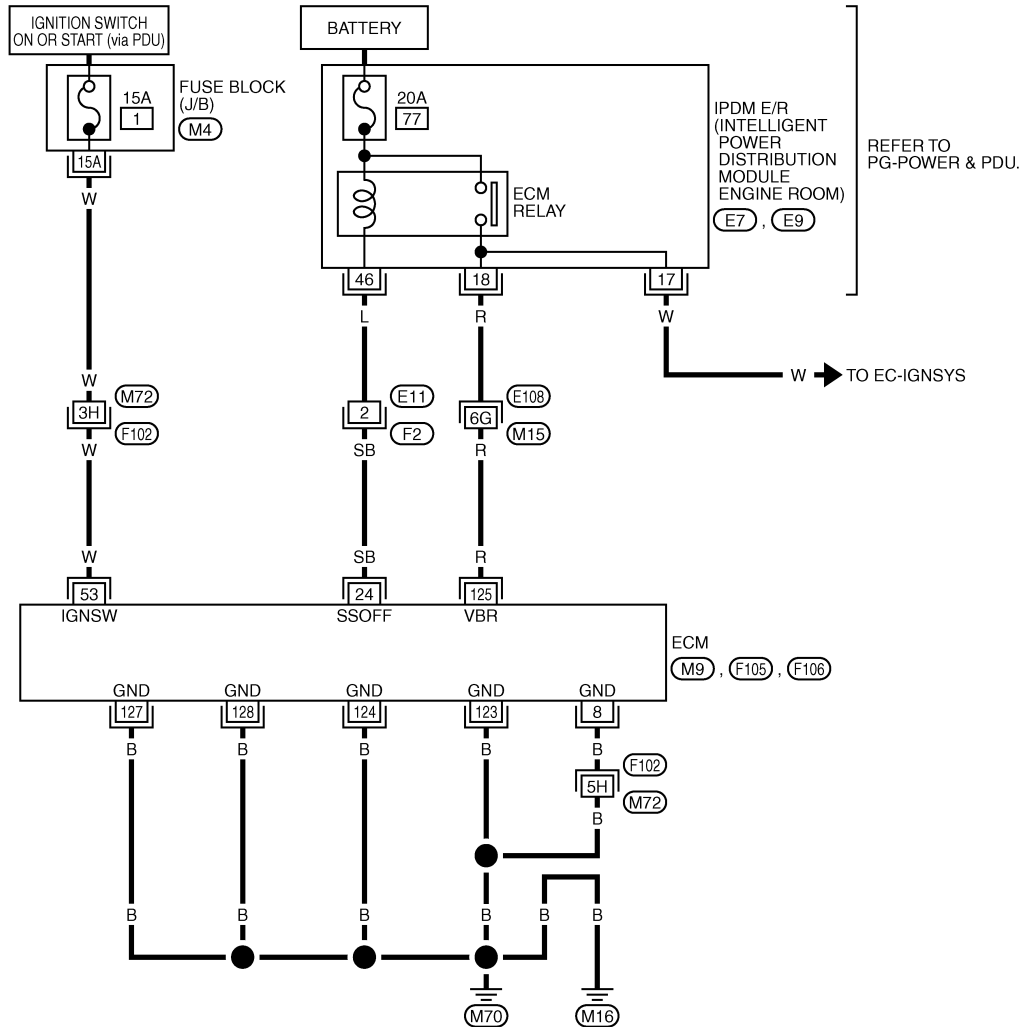 IGNITION SWITCH
ON OR START (via PDU)
BATTERY
15A
1
FUSE BLOCK
(J/B)
M4
15A
20A
77
ECM
RELAY
IPDM E/R
(INTELLIGENT
POWER
DISTRIBUTION
MODULE
ENGINE ROOM)
E7 , E9
REFER TO
PG-POWER & PDU.
46
18
17
W
L
R
W
W
TO EC-IGNSYS
W
M72
3H
F102
W
E11
2
F2
SB
E108
6G
M15
R
W
SB
R
53
24
125
IGNSW
SSOFF
VBR
ECM
M9 , F105 , F106
GND
GND
GND
GND
GND
127
128
124
123
8
B
B
B
B
B
F102
5H
M72
B
B
B
B
B
B
B
M70
M16